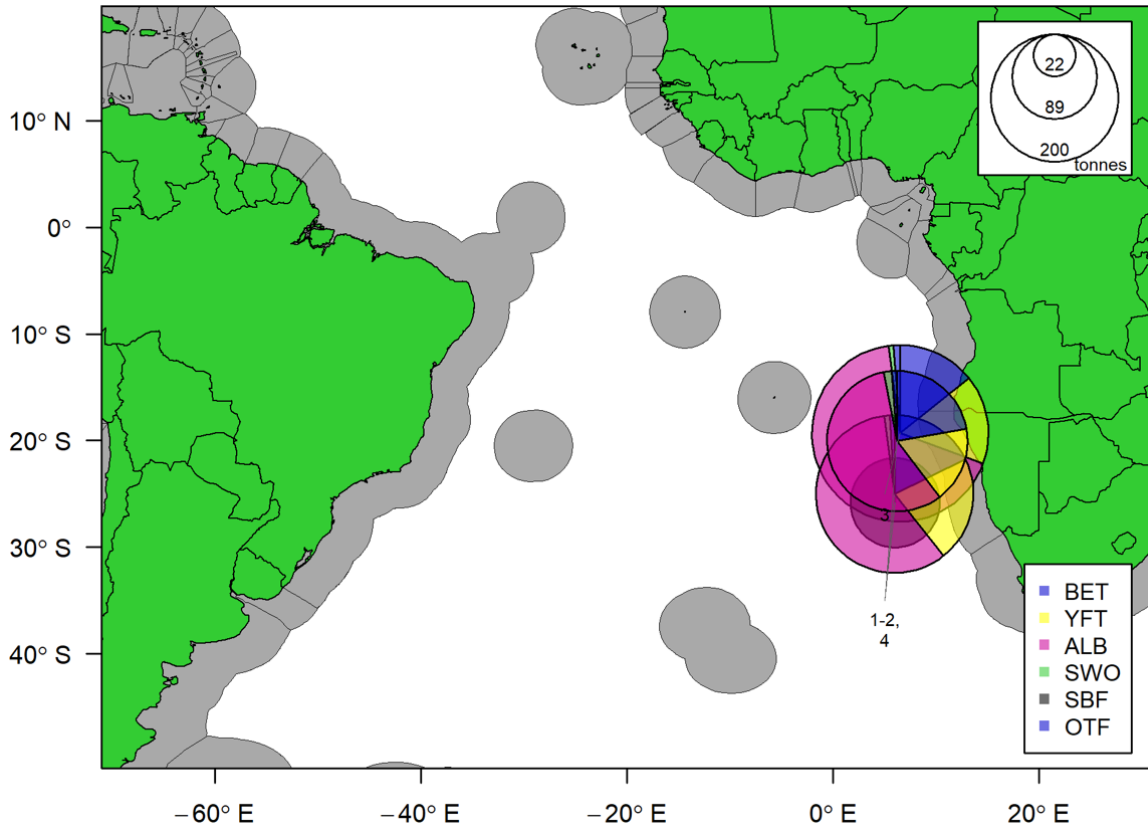 10° N
0°
10° S
20° S
30° S
40° S
−60° E
−40° E
−20° E
0° E
20° E
22
89
200
tonnes
3
1-2,
4
BET
YFT
ALB
SWO
SBF
OTF